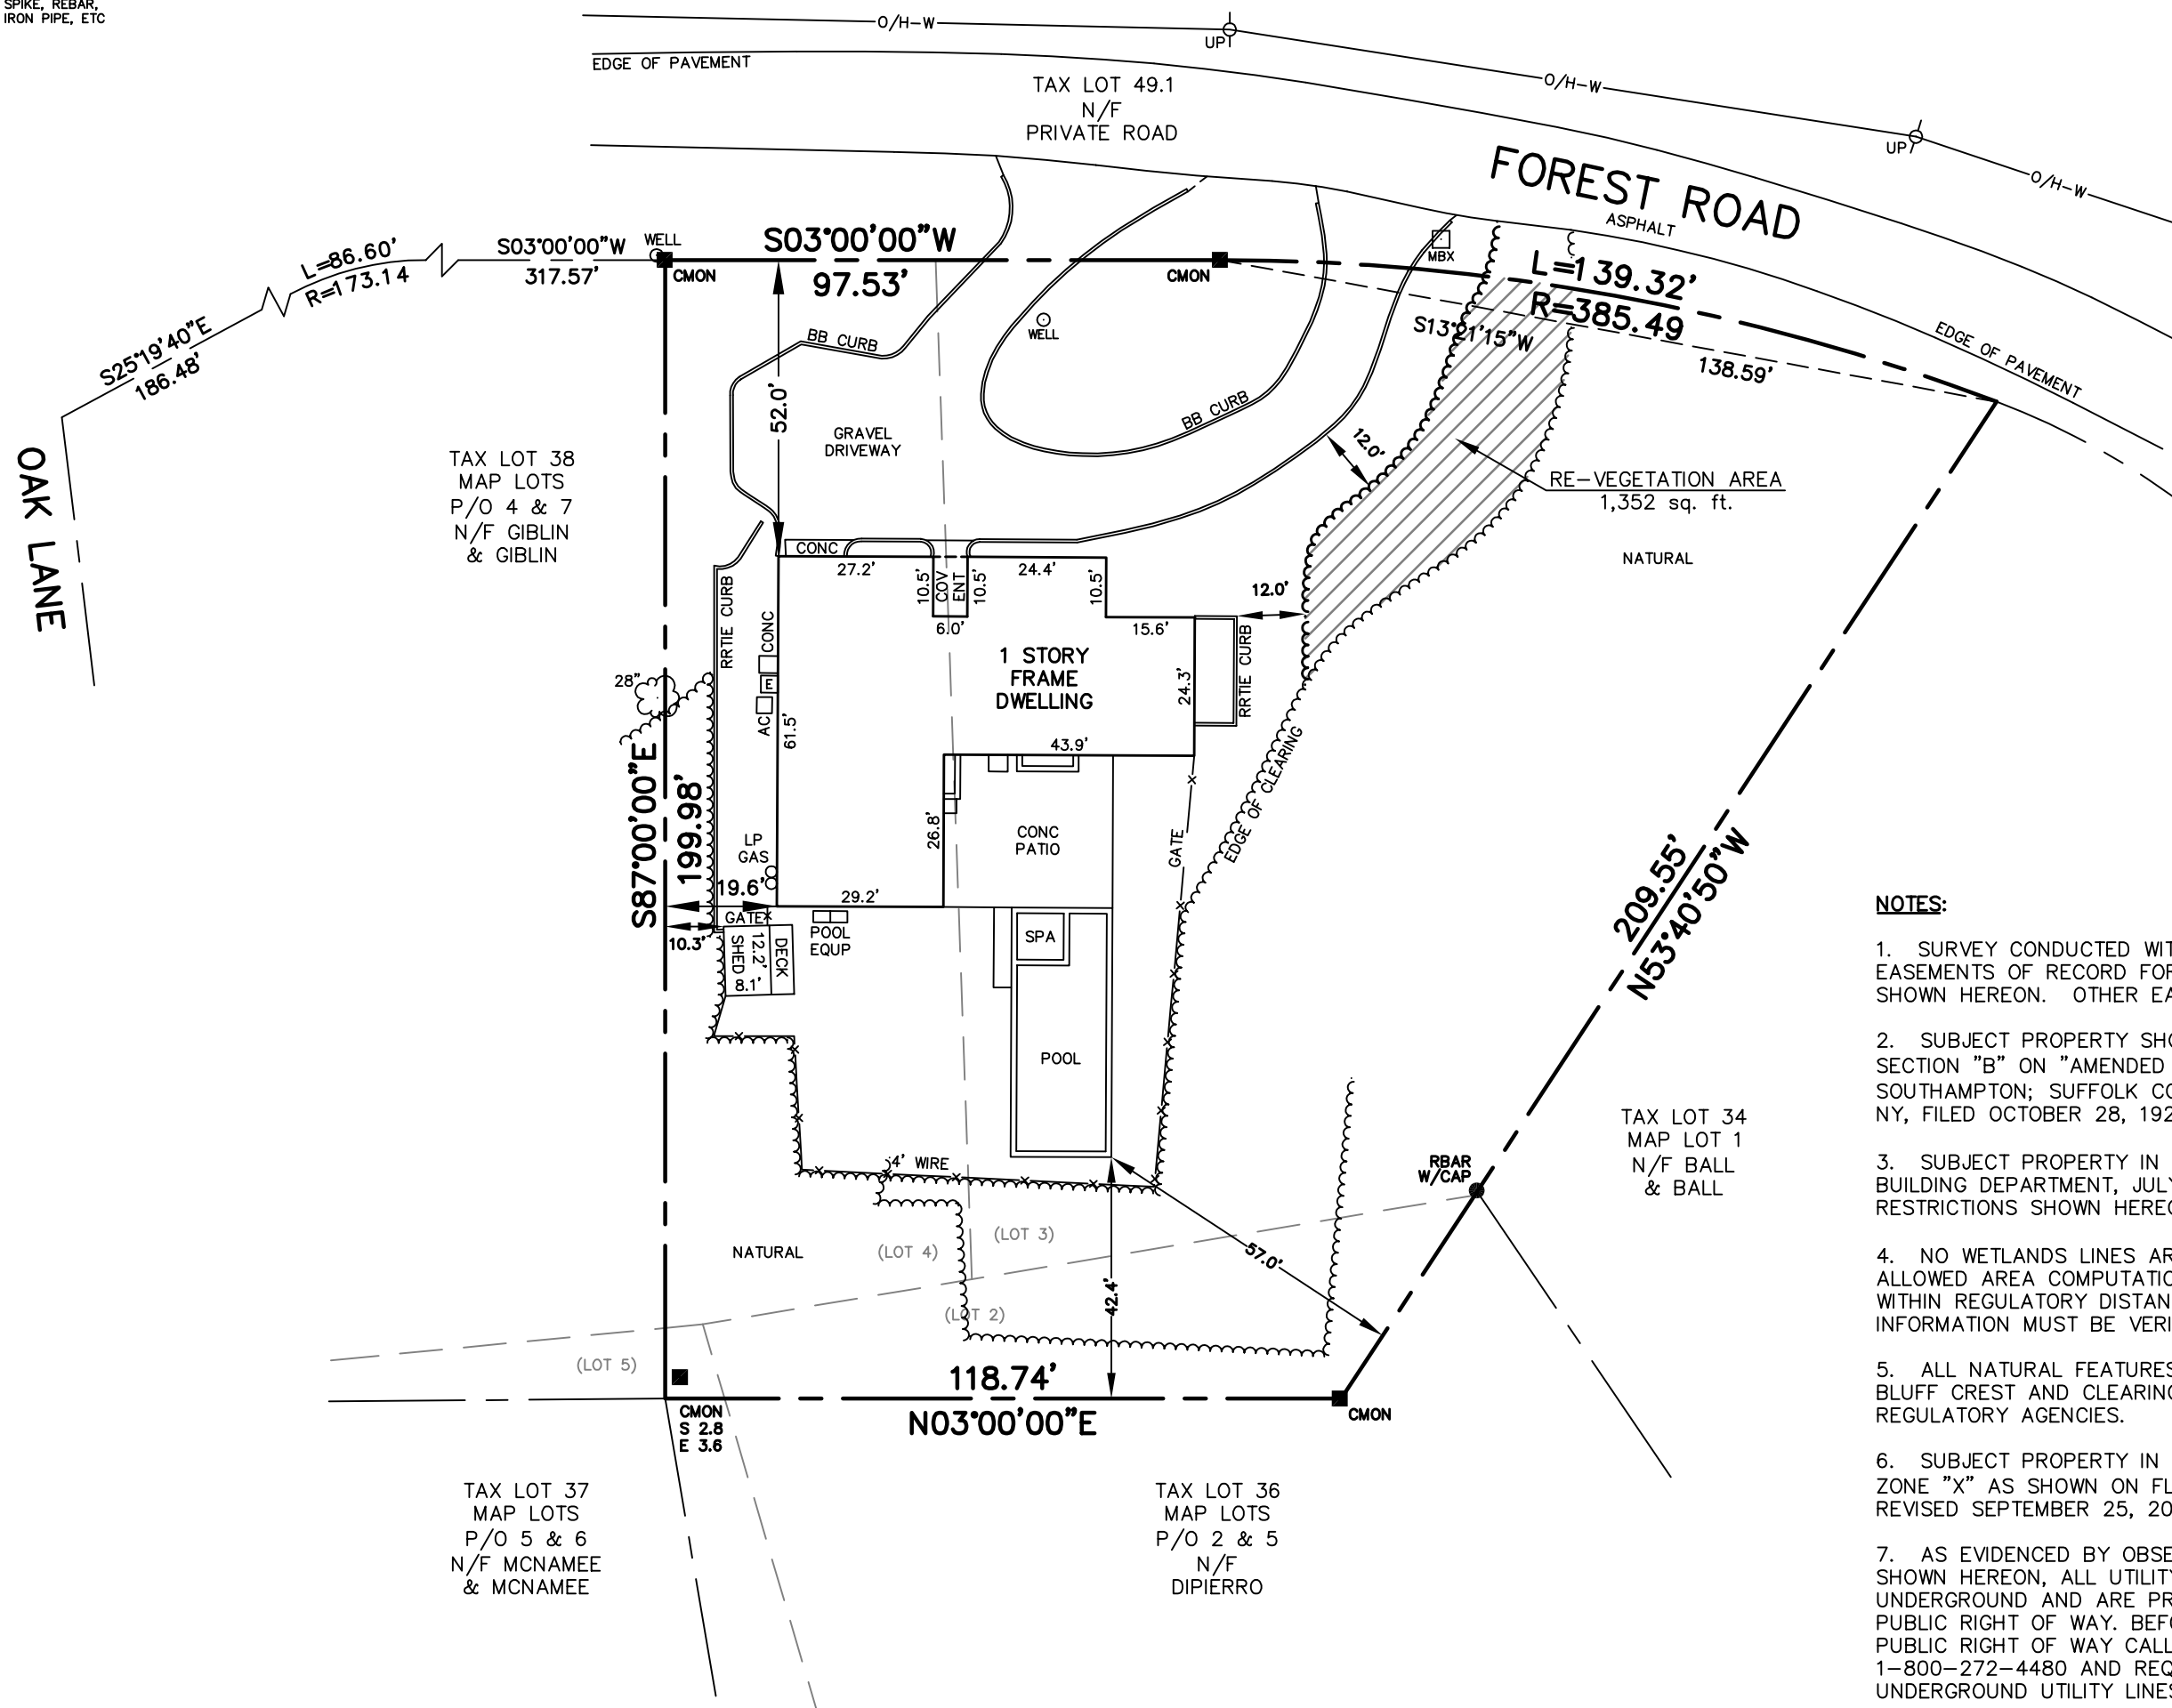 SPIKE, REBAR,
IRON PIPE, ETC
O/H-W
UP
EDGE OF PAVEMENT
TAX LOT 49.1
N/F
PRIVATE ROAD
O/H-W
UP
O/H-W
FOREST ROAD
ASPHALT
L=86.60'
R=173.14
S03°00'00"W
317.57'
WELL
CMON
S03°00'00"W
97.53'
CMON
MBX
L=139.32'
R=385.49
S13°21'15"W
138.59'
EDGE OF PAVEMENT
S25°19'40"E
186.48'
OAK LANE
BB CURB
WELL
52.0'
BB CURB
GRAVEL
DRIVEWAY
12.0'
TAX LOT 38
MAP LOTS
P/O 4 & 7
N/F GIBLIN
& GIBLIN
RE-VEGETATION AREA
1,352 sq. ft.
NATURAL
CONC
27.2'
10.5'
COV
ENT
10.5'
24.4'
10.5'
6.0'
15.6'
12.0'
RRTIE CURB
CONC
E
AC
61.5'
1 STORY
FRAME
DWELLING
24.3'
RRTIE CURB
28"
43.9'
EDGE OF CLEARING
S87°00'00"E
199.98'
LP
GAS
26.8'
CONC
PATIO
GATE
19.6'
29.2'
GATE
10.3'
SHED
12.2'
8.1'
DECK
POOL
EQUP
SPA
POOL
209.55'
N53°40'50"W
4' WIRE
TAX LOT 34
MAP LOT 1
N/F BALL
& BALL
RBAR
W/CAP
NATURAL
(LOT 4)
(LOT 3)
57.0'
42.4'
(LOT 2)
(LOT 5)
118.74'
N03°00'00"E
CMON
S 2.8
E 3.6
CMON
TAX LOT 37
MAP LOTS
P/O 5 & 6
N/F MCNAMEE
& MCNAMEE
TAX LOT 36
MAP LOTS
P/O 2 & 5
N/F
DIPIERRO
NOTES:
1. SURVEY CONDUCTED WIT
EASEMENTS OF RECORD FOR
SHOWN HEREON. OTHER EA
2. SUBJECT PROPERTY SHO
SECTION "B" ON "AMENDED
SOUTHAMPTON; SUFFOLK CO
NY, FILED OCTOBER 28, 192
3. SUBJECT PROPERTY IN
BUILDING DEPARTMENT, JULY
RESTRICTIONS SHOWN HEREO
4. NO WETLANDS LINES AR
ALLOWED AREA COMPUTATIO
WITHIN REGULATORY DISTAN
INFORMATION MUST BE VERI
5. ALL NATURAL FEATURES
BLUFF CREST AND CLEARING
REGULATORY AGENCIES.
6. SUBJECT PROPERTY IN
ZONE "X" AS SHOWN ON FL
REVISED SEPTEMBER 25, 20
7. AS EVIDENCED BY OBSE
SHOWN HEREON, ALL UTILITY
UNDERGROUND AND ARE PR
PUBLIC RIGHT OF WAY. BEFO
PUBLIC RIGHT OF WAY CALL
1-800-272-4480 AND REQ
UNDERGROUND UTILITY LINES